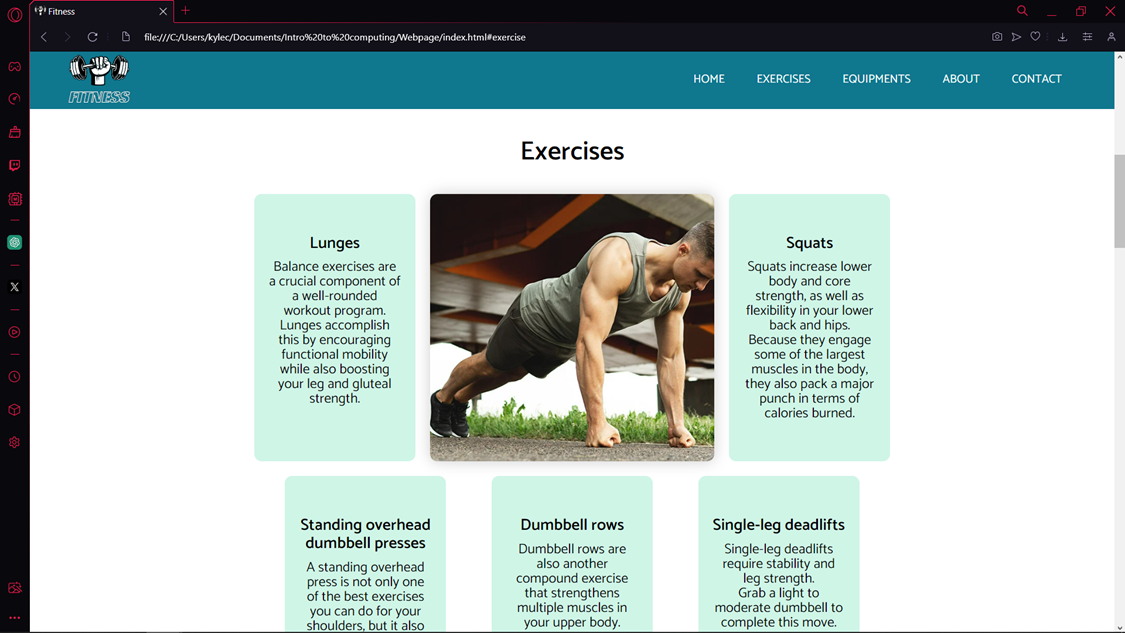 Fitness
file:///C:/Users/kylec/Documents/Intro%20to%20computing/Webpage/index.html#exercise
FITNESS
HOME EXERCISES EQUIPMENTS ABOUT CONTACT
Exercises
Lunges
Balance exercises are
a crucial component of
a well-rounded
workout program.
Lunges accomplish
this by encouraging
functional mobility
while also boosting
your leg and gluteal
strength.
Squats
Squats increase lower
body and core
strength, as well as
flexibility in your lower
back and hips.
Because they engage
some of the largest
muscles in the body,
they also pack a major
punch in terms of
calories burned.
Standing overhead
dumbbell presses
A standing overhead
press is not only one
of the best exercises
you can do for your
shoulders, but it also
Dumbbell rows
Dumbbell rows are
also another
compound exercise
that strengthens
multiple muscles in
your upper body.
Single-leg deadlifts
Single-leg deadlifts
require stability and
leg strength.
Grab a light to
moderate dumbbell to
complete this move.